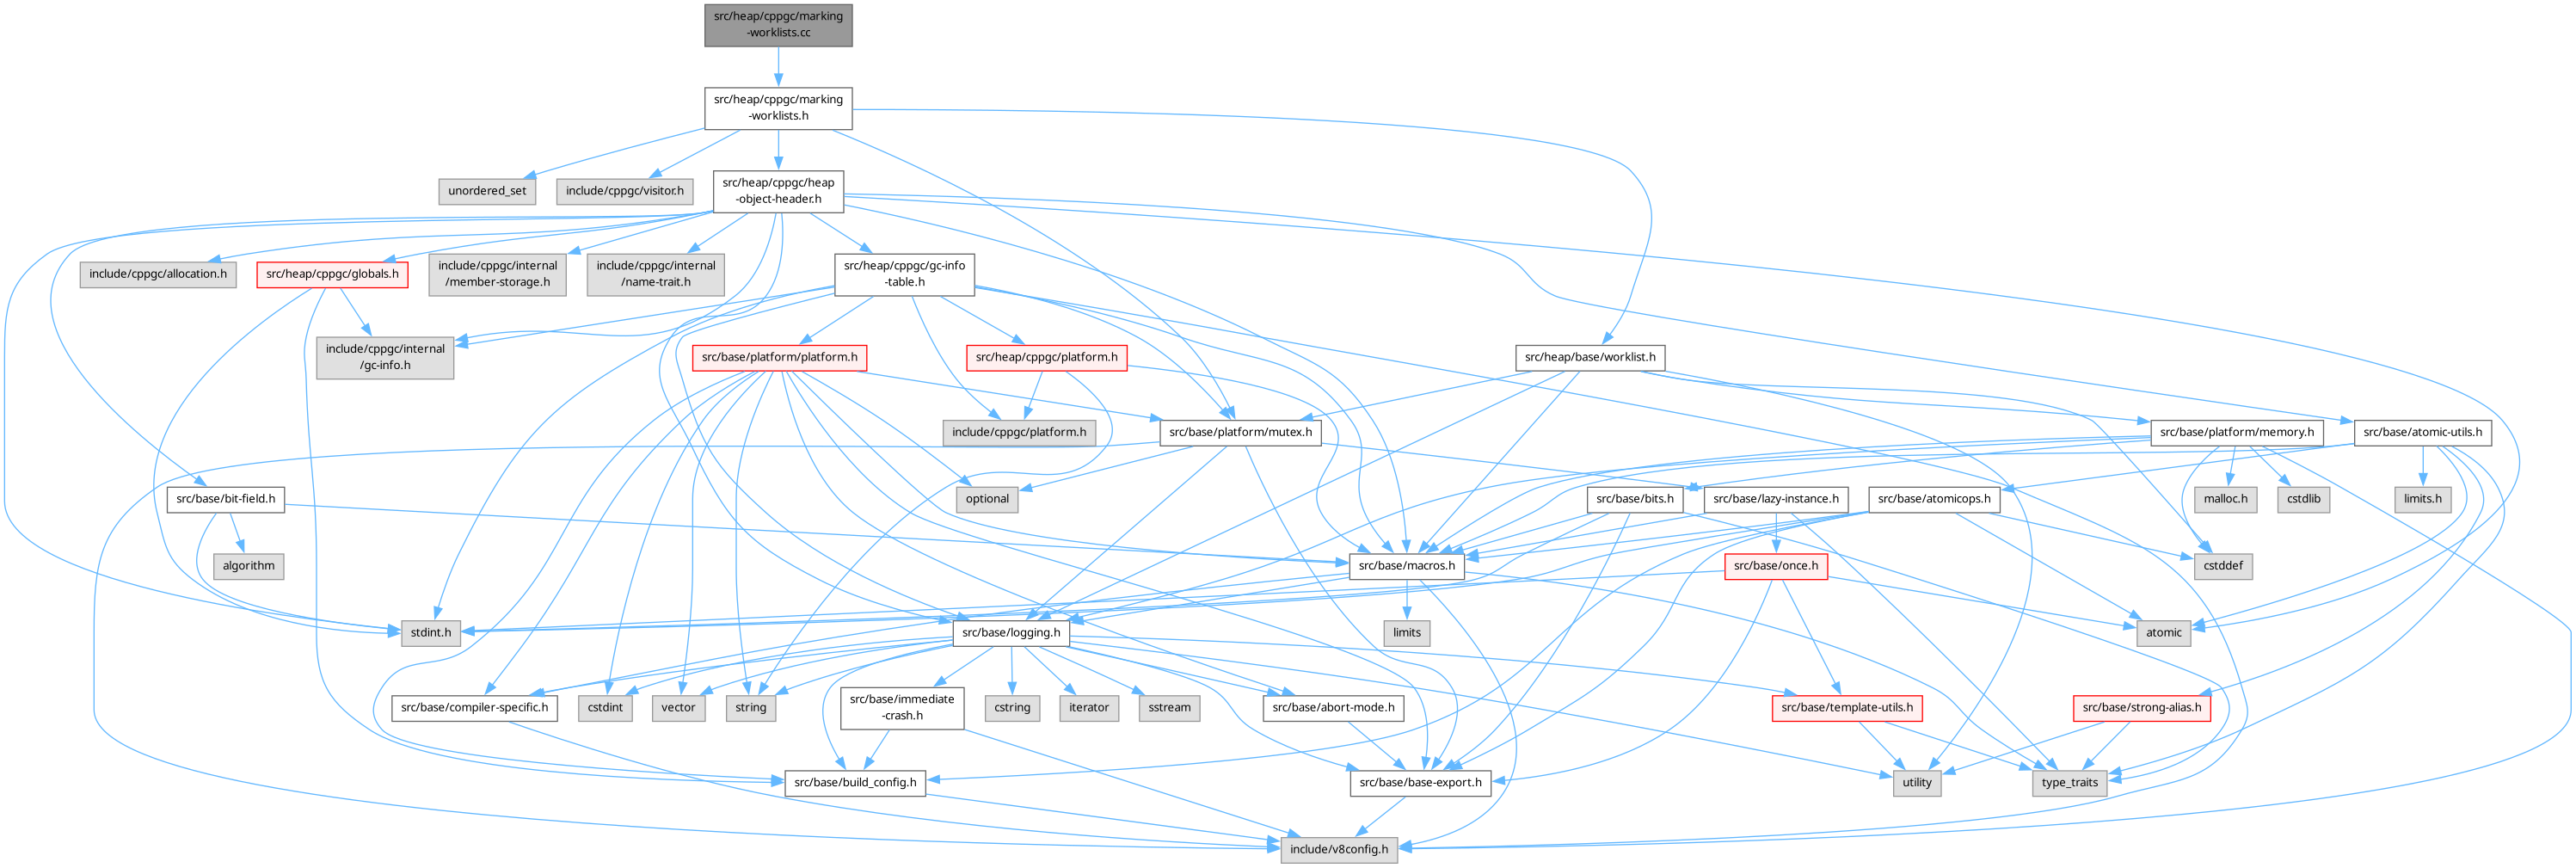 src/heap/cppgc/marking
-worklists.cc
src/heap/cppgc/marking
-worklists.h
unordered_set
include/cppgc/visitor.h
src/heap/cppgc/heap
-object-header.h
include/cppgc/allocation.h
src/heap/cppgc/globals.h
include/cppgc/internal
/member-storage.h
include/cppgc/internal
/name-trait.h
src/heap/cppgc/gc-info
-table.h
include/cppgc/internal
/gc-info.h
src/base/platform/platform.h
src/heap/cppgc/platform.h
src/heap/base/worklist.h
include/cppgc/platform.h
src/base/platform/mutex.h
src/base/platform/memory.h
src/base/atomic-utils.h
src/base/bit-field.h
optional
src/base/bits.h
src/base/lazy-instance.h
src/base/atomicops.h
malloc.h
cstdlib
limits.h
algorithm
src/base/macros.h
src/base/once.h
cstddef
stdint.h
src/base/logging.h
limits
atomic
src/base/compiler-specific.h
cstdint
vector
string
src/base/immediate
-crash.h
cstring
iterator
sstream
src/base/abort-mode.h
src/base/template-utils.h
src/base/strong-alias.h
src/base/build_config.h
src/base/base-export.h
utility
type_traits
include/v8config.h